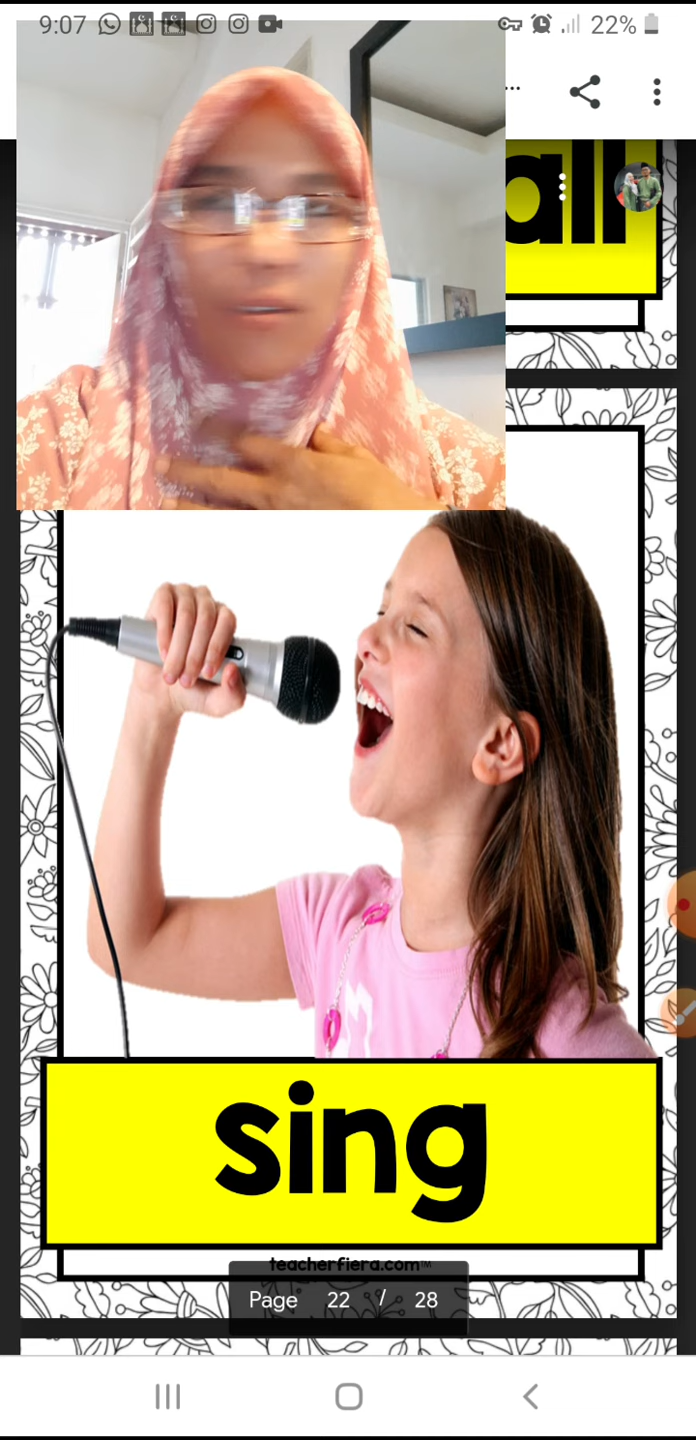 9:07 22%
...
all
sing
teacherfiera.com™
Page 22 / 28